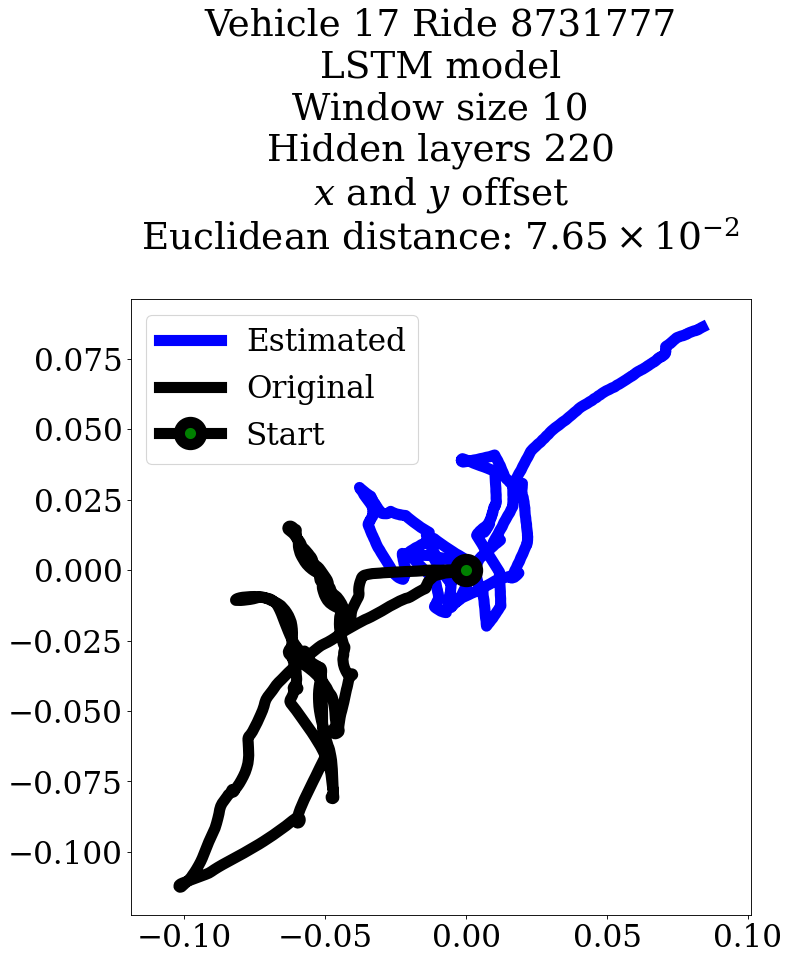 Vehicle 17 Ride 8731777
LSTM model
Window size 10
Hidden layers 220
x and y offset
Euclidean distance: 7.65 × 10⁻²
Estimated
Original
Start
0.075
0.050
0.025
0.000
−0.025
−0.050
−0.075
−0.100
−0.10 −0.05 0.00 0.05 0.10